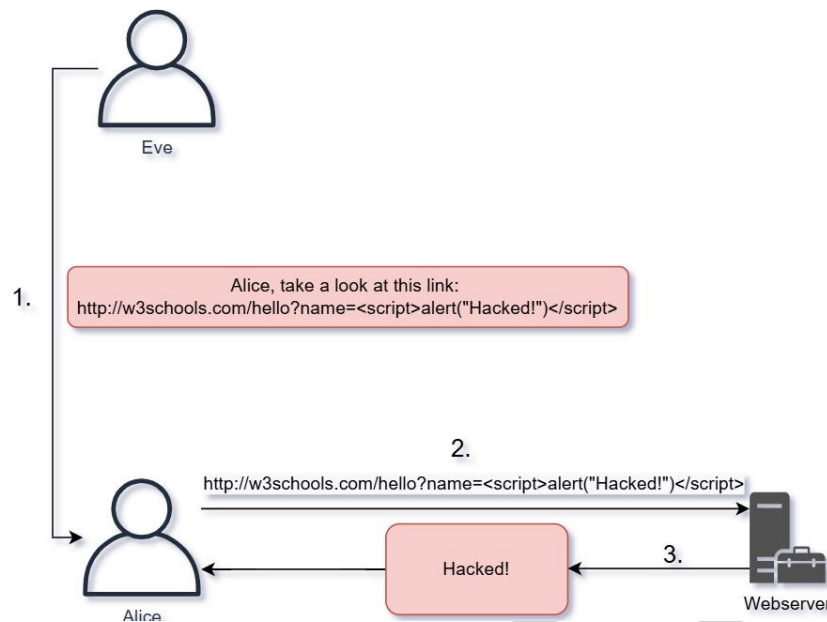 Eve
1.
Alice, take a look at this link:
http://w3schools.com/hello?name=<script>alert("Hacked!")</script>
2.
http://w3schools.com/hello?name=<script>alert("Hacked!")</script>
Hacked!
3.
Alice
Webserver